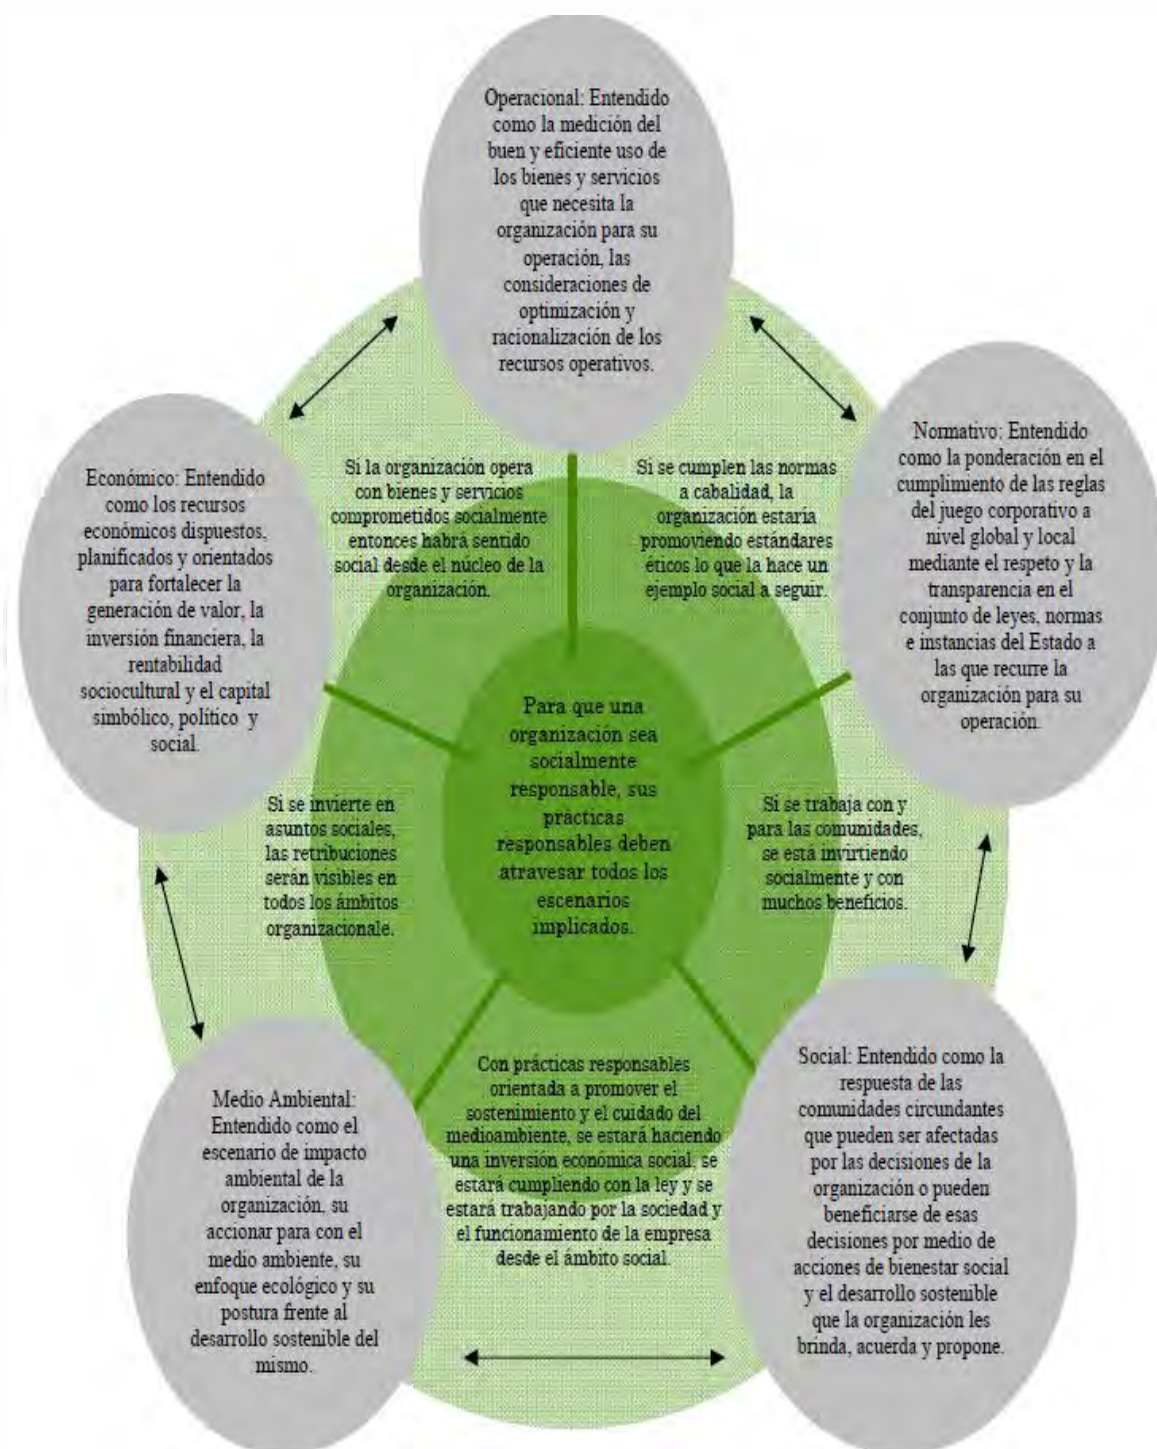 Operacional: Entendido
como la medición del
buen y eficiente uso de
los bienes y servicios
que necesita la
organización para su
operación, las
consideraciones de
optimización y
racionalización de los
recursos operativos.
Normativo: Entendido
como la ponderación en el
cumplimiento de las reglas
del juego corporativo a
nivel global y local
mediante el respeto y la
transparencia en el
conjunto de leyes, normas
e instancias del Estado a
las que recurre la
organización para su
operación.
Económico: Entendido
como los recursos
económicos dispuestos,
planificados y orientados
para fortalecer la
generación de valor, la
inversión financiera, la
rentabilidad
sociocultural y el capital
simbólico, político y
social.
Si la organización opera
con bienes y servicios
comprometidos socialmente
entonces habrá sentido
social desde el núcleo de la
organización.
Si se cumplen las normas
a cabalidad, la
organización estaría
promoviendo estándares
éticos lo que la hace un
ejemplo social a seguir.
Para que una
organización sea
socialmente
responsable, sus
prácticas
responsables deben
atravesar todos los
escenarios
implicados.
Si se invierte en
asuntos sociales,
las retribuciones
serán visibles en
todos los ámbitos
organizacionale.
Si se trabaja con y
para las comunidades,
se está invirtiendo
socialmente y con
muchos beneficios.
Con prácticas responsables
orientada a promover el
sostenimiento y el cuidado del
medioambiente, se estará haciendo
una inversión económica social, se
estará cumpliendo con la ley y se
estará trabajando por la sociedad y
el funcionamiento de la empresa
desde el ámbito social.
Medio Ambiental:
Entendido como el
escenario de impacto
ambiental de la
organización, su
accionar para con el
medio ambiente, su
enfoque ecológico y su
postura frente al
desarrollo sostenible del
mismo.
Social: Entendido como la
respuesta de las
comunidades circundantes
que pueden ser afectadas
por las decisiones de la
organización o pueden
beneficiarse de esas
decisiones por medio de
acciones de bienestar social
y el desarrollo sostenible
que la organización les
brinda, acuerda y propone.